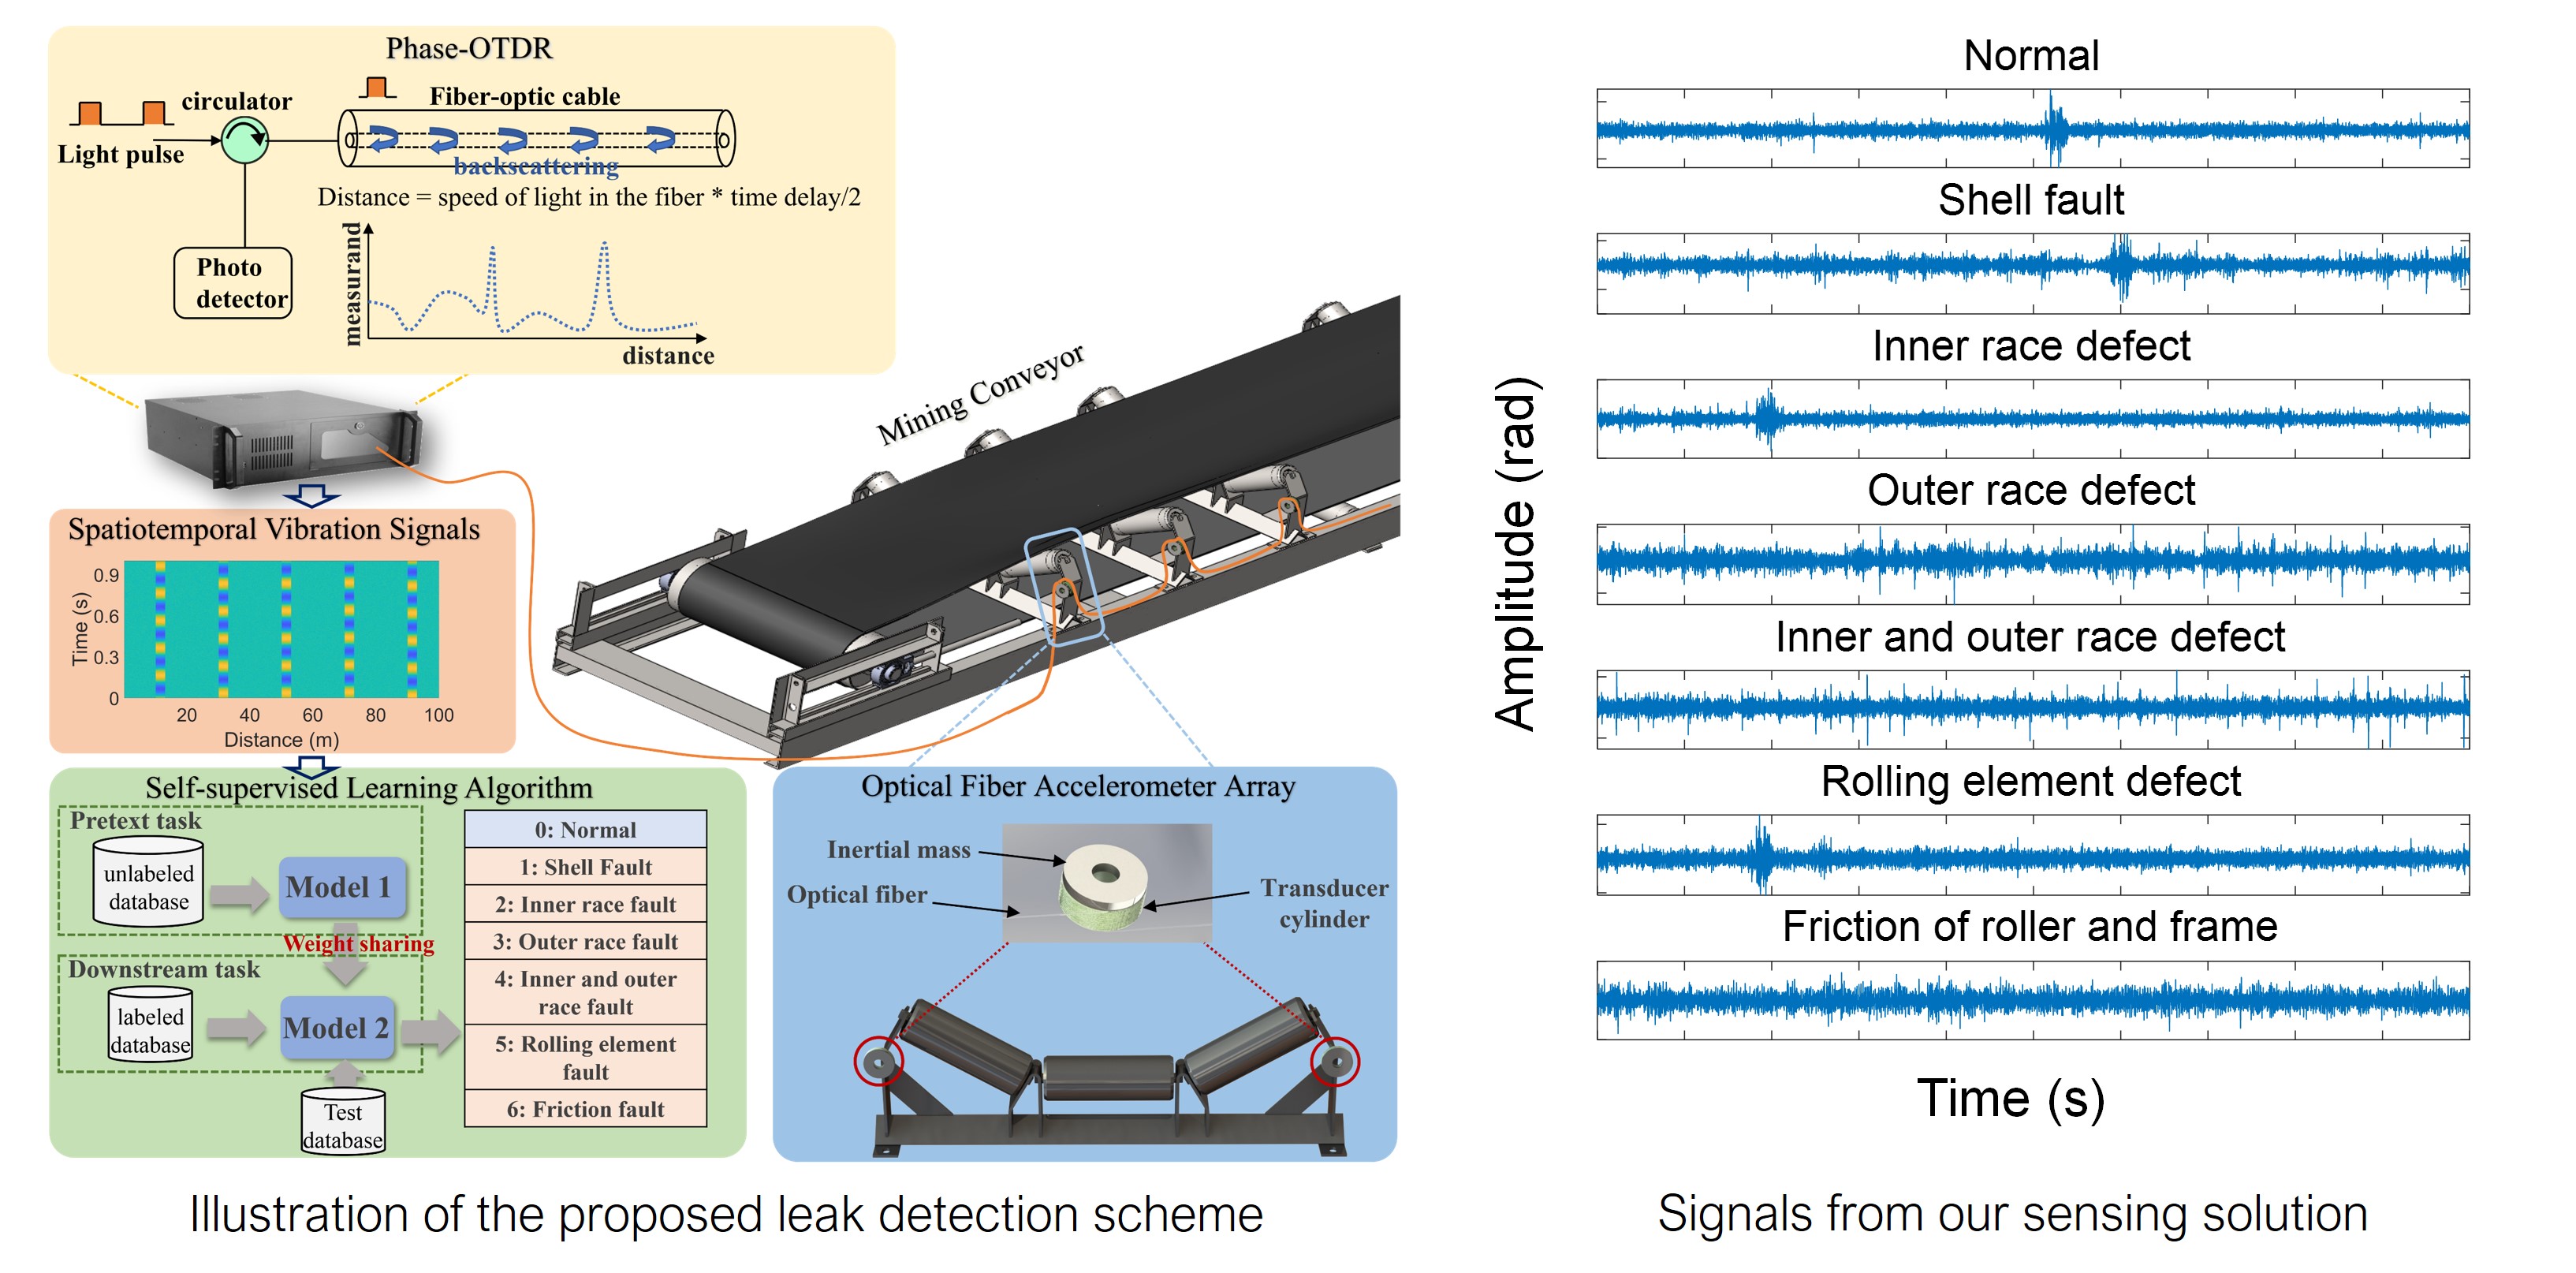 Phase-OTDR
circulator
Light pulse
Fiber-optic cable
backscattering
Distance = speed of light in the fiber * time delay/2
Photo
detector
measurand
distance
Mining Conveyor
Spatiotemporal Vibration Signals
Time (s)
0.9
0.6
0.3
0
20 40 60 80 100
Distance (m)
Self-supervised Learning Algorithm
Pretext task
unlabeled
database
Model 1
Weight sharing
Downstream task
labeled
database
Model 2
Test
database
0: Normal
1: Shell Fault
2: Inner race fault
3: Outer race fault
4: Inner and outer
race fault
5: Rolling element
fault
6: Friction fault
Optical Fiber Accelerometer Array
Inertial mass
Optical fiber
Transducer
cylinder
Illustration of the proposed leak detection scheme
Amplitude (rad)
Normal
Shell fault
Inner race defect
Outer race defect
Inner and outer race defect
Rolling element defect
Friction of roller and frame
Time (s)
Signals from our sensing solution